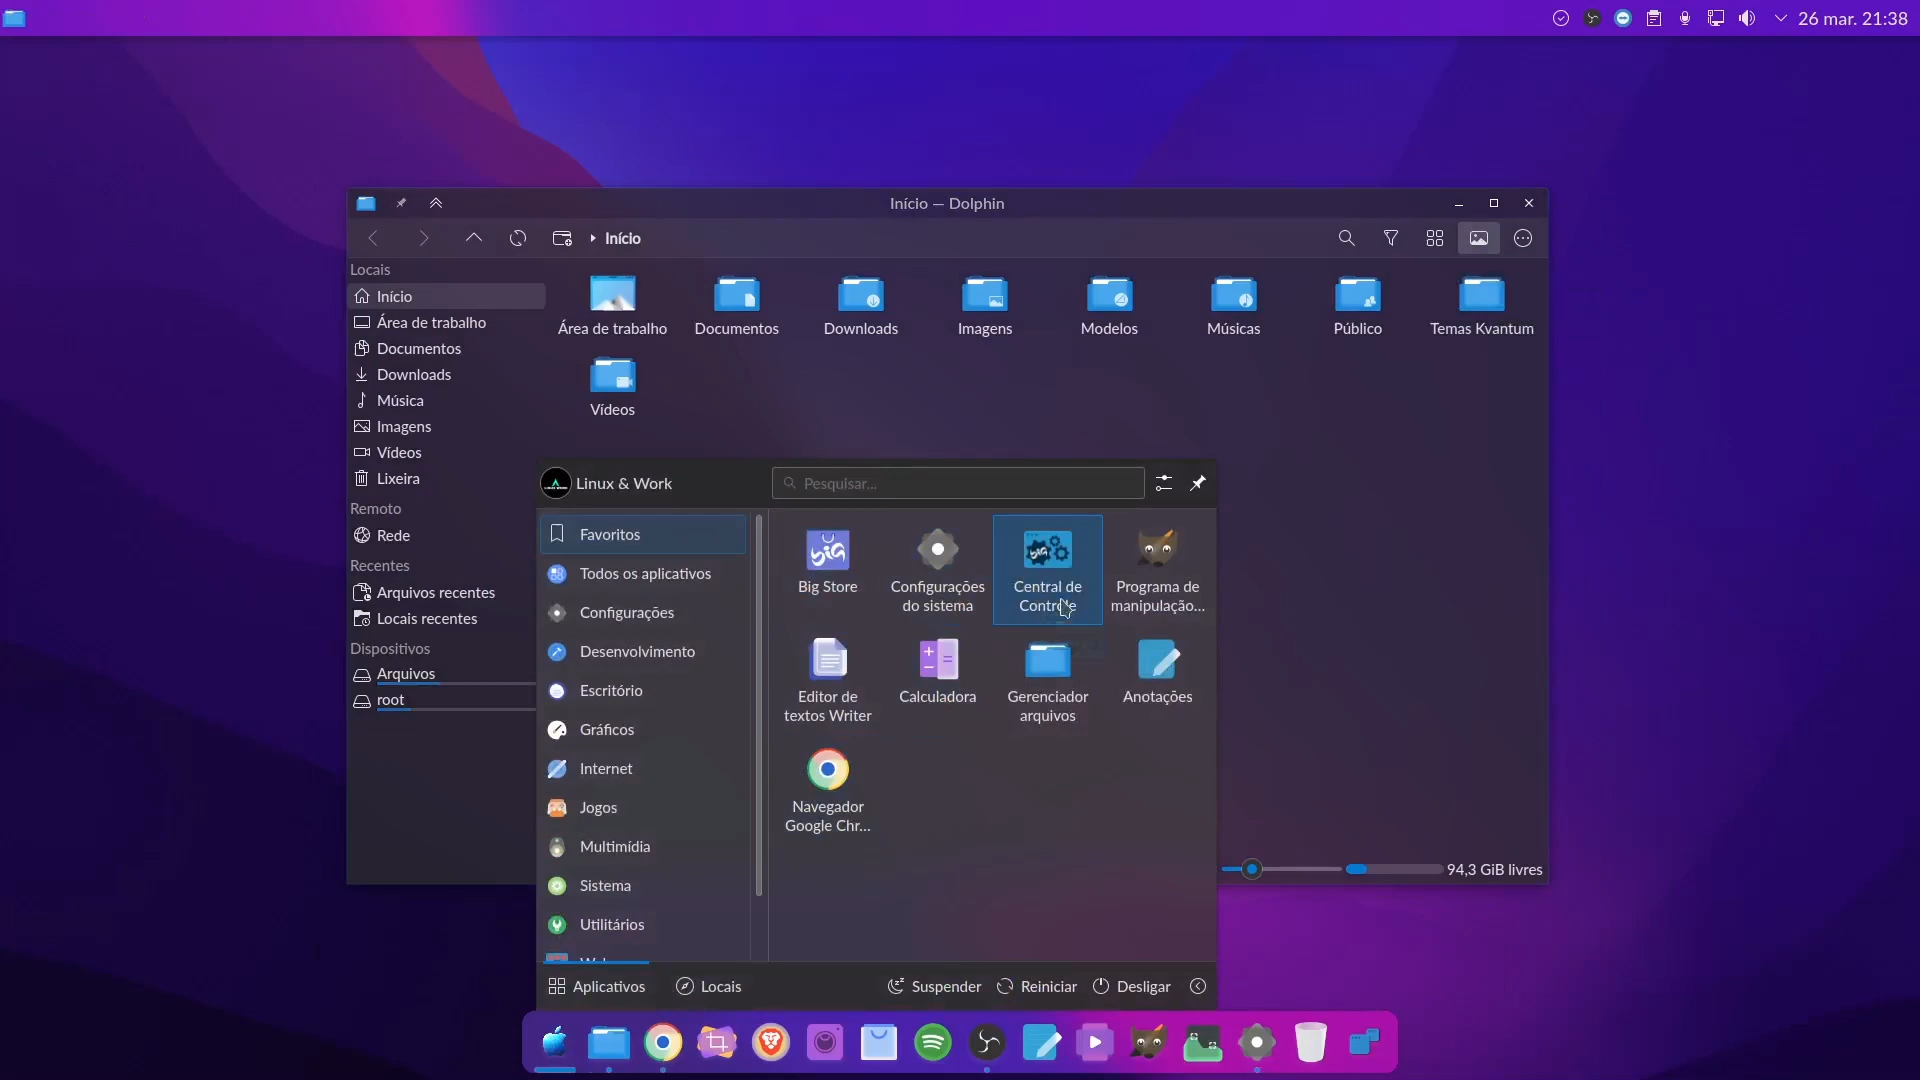 26 mar. 21:38
Início — Dolphin
Início
Locais
Início
Área de trabalho
Documentos
Downloads
Música
Imagens
Vídeos
Lixeira
Remoto
Rede
Recentes
Arquivos recentes
Locais recentes
Dispositivos
Arquivos
root
Área de trabalho
Documentos
Downloads
Imagens
Modelos
Músicas
Público
Temas Kvantum
Vídeos
94,3 GiB livres
Linux & Work
Pesquisar...
Favoritos
Todos os aplicativos
Configurações
Desenvolvimento
Escritório
Gráficos
Internet
Jogos
Multimídia
Sistema
Utilitários
Big Store
Configurações
do sistema
Central de
Controle
Programa de
manipulação...
Editor de
textos Writer
Calculadora
Gerenciador
arquivos
Anotações
Navegador
Google Chr...
Aplicativos
Locais
Suspender
Reiniciar
Desligar